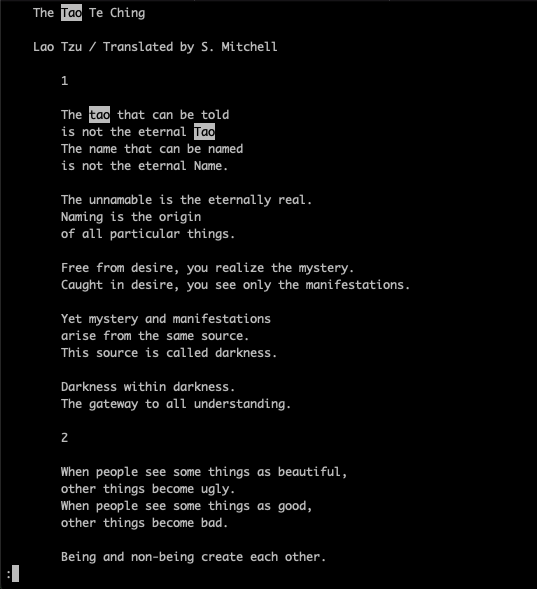 The Tao Te Ching
Lao Tzu / Translated by S. Mitchell
1
The tao that can be told
is not the eternal Tao
The name that can be named
is not the eternal Name.
The unnamable is the eternally real.
Naming is the origin
of all particular things.
Free from desire, you realize the mystery.
Caught in desire, you see only the manifestations.
Yet mystery and manifestations
arise from the same source.
This source is called darkness.
Darkness within darkness.
The gateway to all understanding.
2
When people see some things as beautiful,
other things become ugly.
When people see some things as good,
other things become bad.
Being and non-being create each other.
: